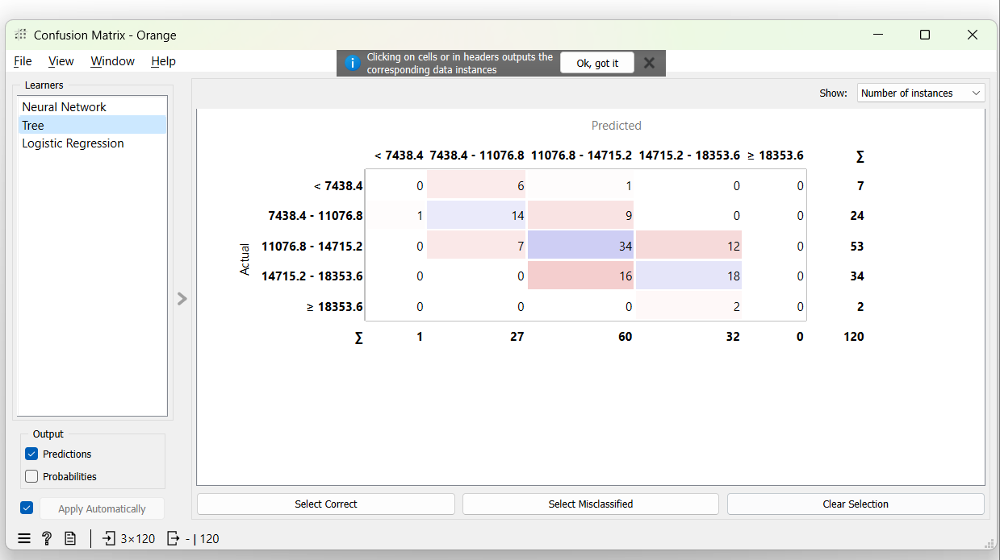 Confusion Matrix - Orange
File View Window Help
Clicking on cells or in headers outputs the
corresponding data instances
Ok, got it
Learners
Neural Network
Tree
Logistic Regression
Show: Number of instances
Predicted
< 7438.4 7438.4 - 11076.8 11076.8 - 14715.2 14715.2 - 18353.6 ≥ 18353.6 ∑
Actual
< 7438.4 0 6 1 0 0 7
7438.4 - 11076.8 1 14 9 0 0 24
11076.8 - 14715.2 0 7 34 12 0 53
14715.2 - 18353.6 0 0 16 18 0 34
≥ 18353.6 0 0 0 2 0 2
∑ 1 27 60 32 0 120
Output
Predictions
Probabilities
Apply Automatically
Select Correct Select Misclassified Clear Selection
3×120 - | 120